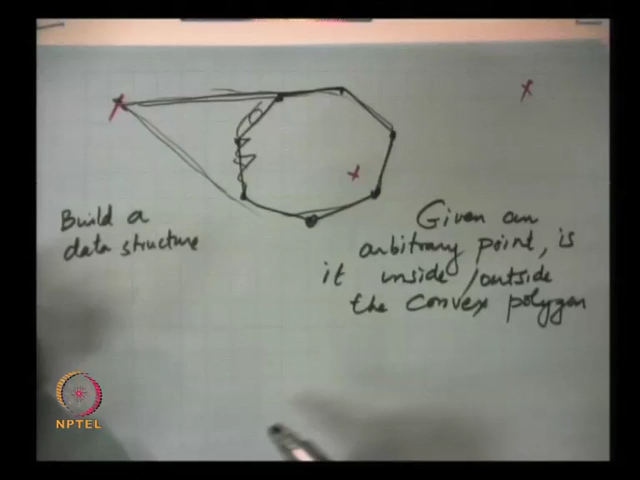 Build a
data structure
Given an
arbitrary point, is
it inside/outside
the convex polygon
NPTEL